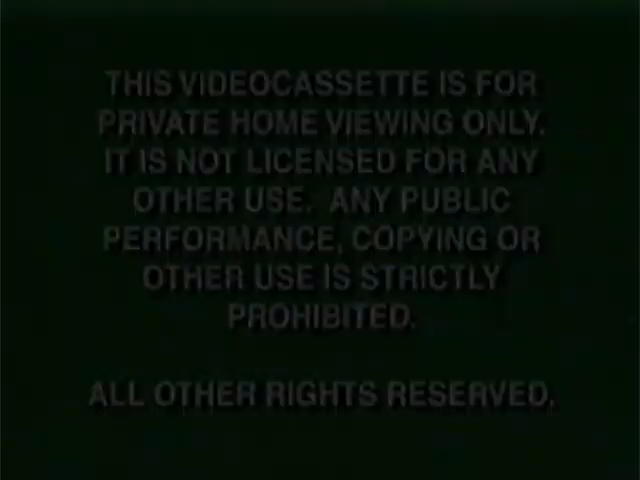 THIS VIDEOCASSETTE IS FOR
PRIVATE HOME VIEWING ONLY.
IT IS NOT LICENSED FOR ANY
OTHER USE. ANY PUBLIC
PERFORMANCE, COPYING OR
OTHER USE IS STRICTLY
PROHIBITED.
ALL OTHER RIGHTS RESERVED.